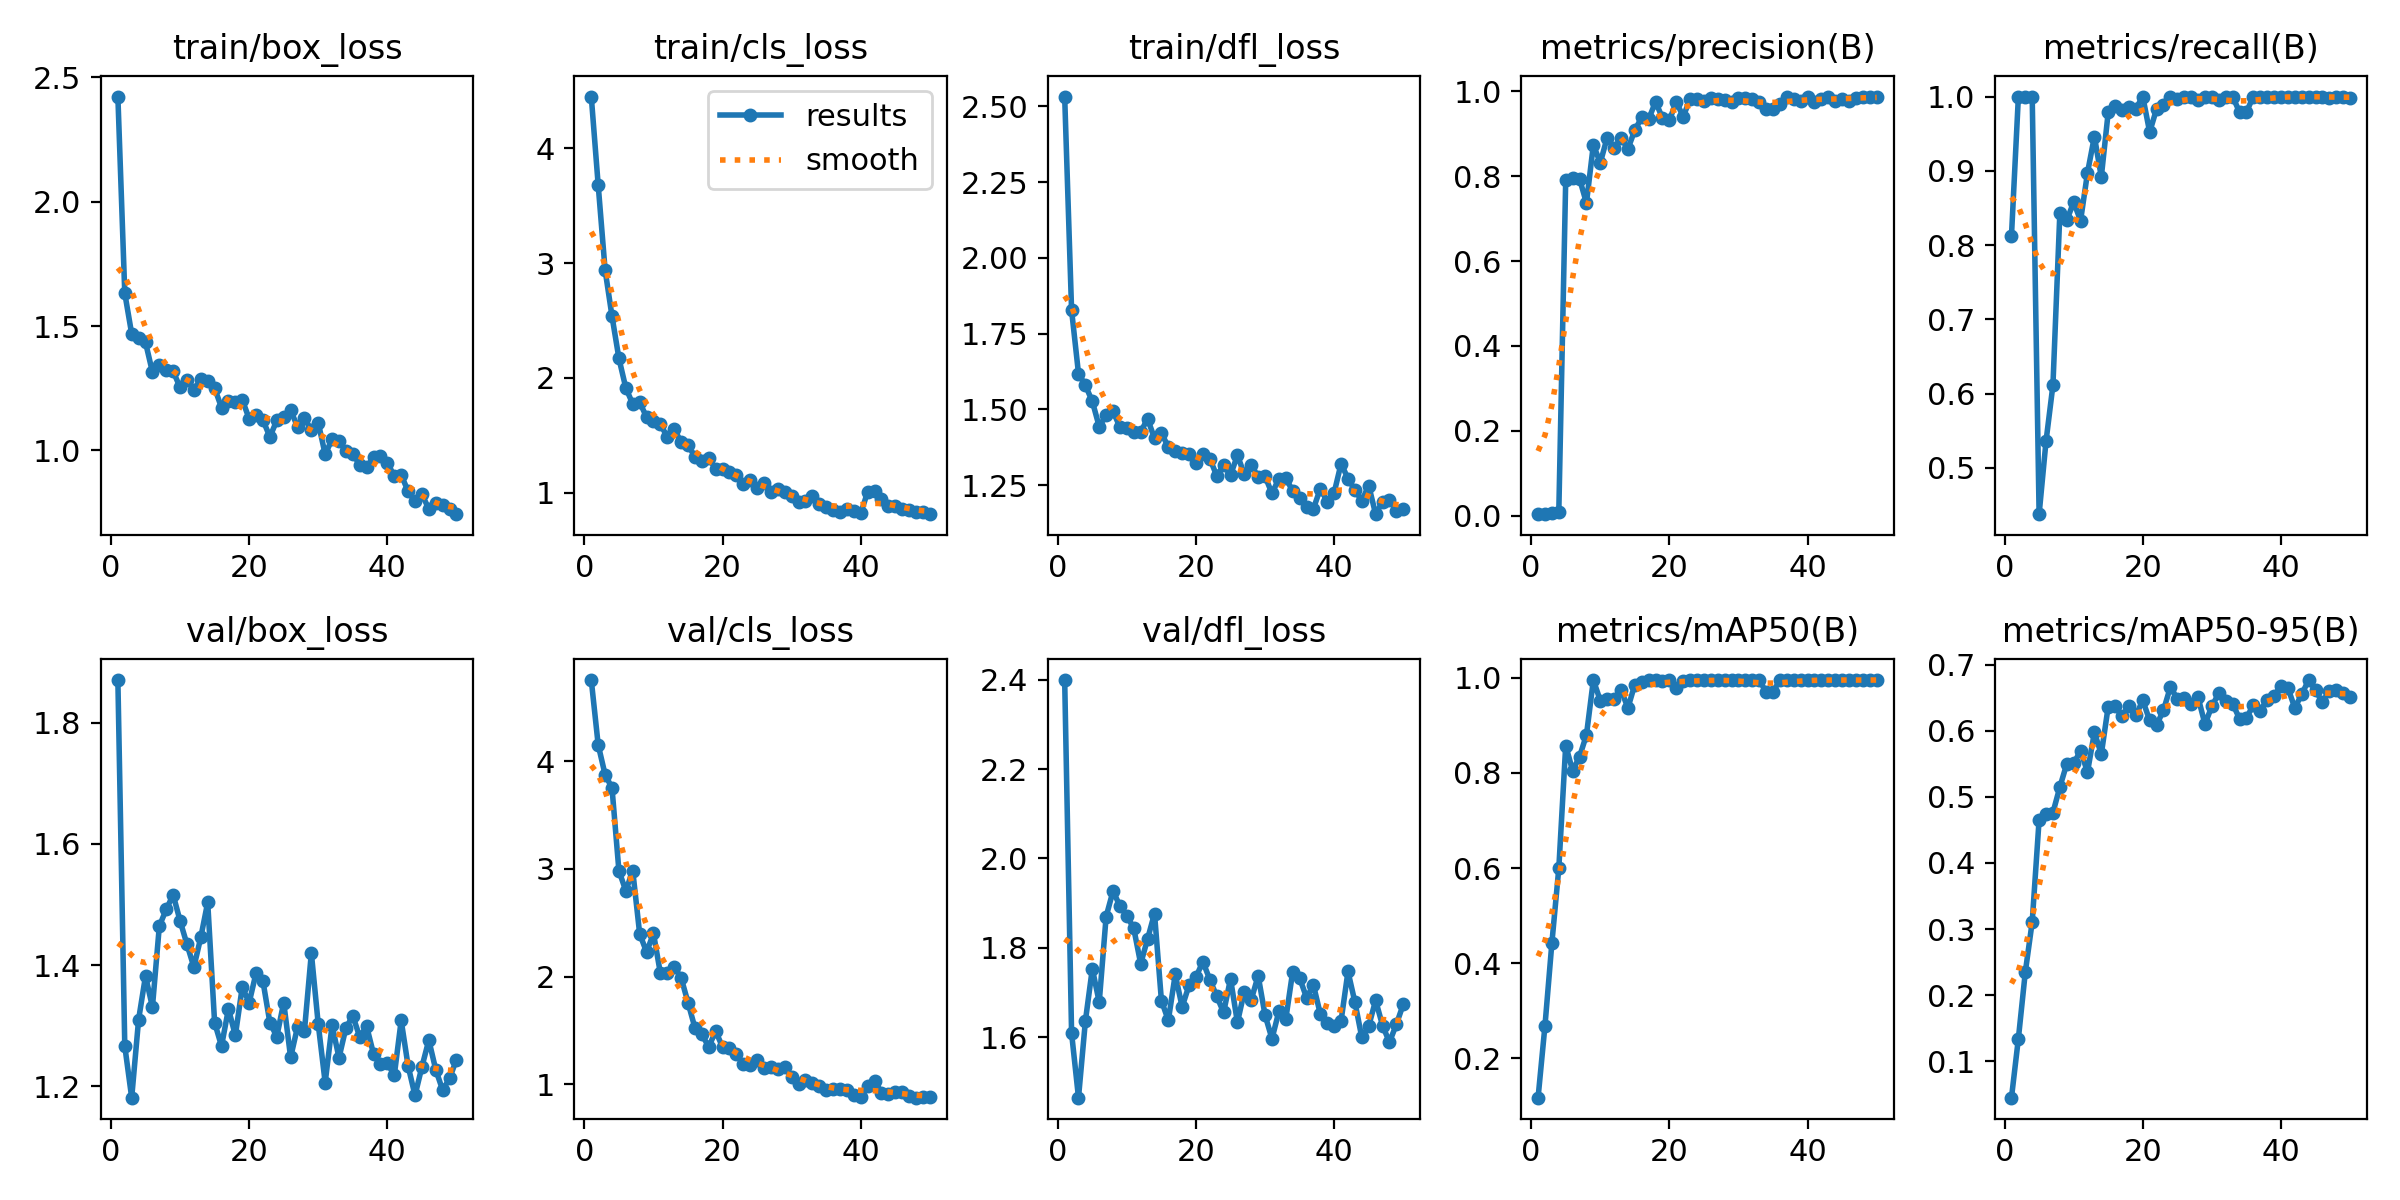 train/box_loss
train/cls_loss
train/dfl_loss
metrics/precision(B)
metrics/recall(B)
2.5
2.0
1.5
1.0
0 20 40
results
smooth
4
3
2
1
0 20 40
2.50
2.25
2.00
1.75
1.50
1.25
0 20 40
1.0
0.8
0.6
0.4
0.2
0.0
0 20 40
1.0
0.9
0.8
0.7
0.6
0.5
0 20 40
val/box_loss
val/cls_loss
val/dfl_loss
metrics/mAP50(B)
metrics/mAP50-95(B)
1.8
1.6
1.4
1.2
0 20 40
4
3
2
1
0 20 40
2.4
2.2
2.0
1.8
1.6
0 20 40
1.0
0.8
0.6
0.4
0.2
0 20 40
0.7
0.6
0.5
0.4
0.3
0.2
0.1
0 20 40